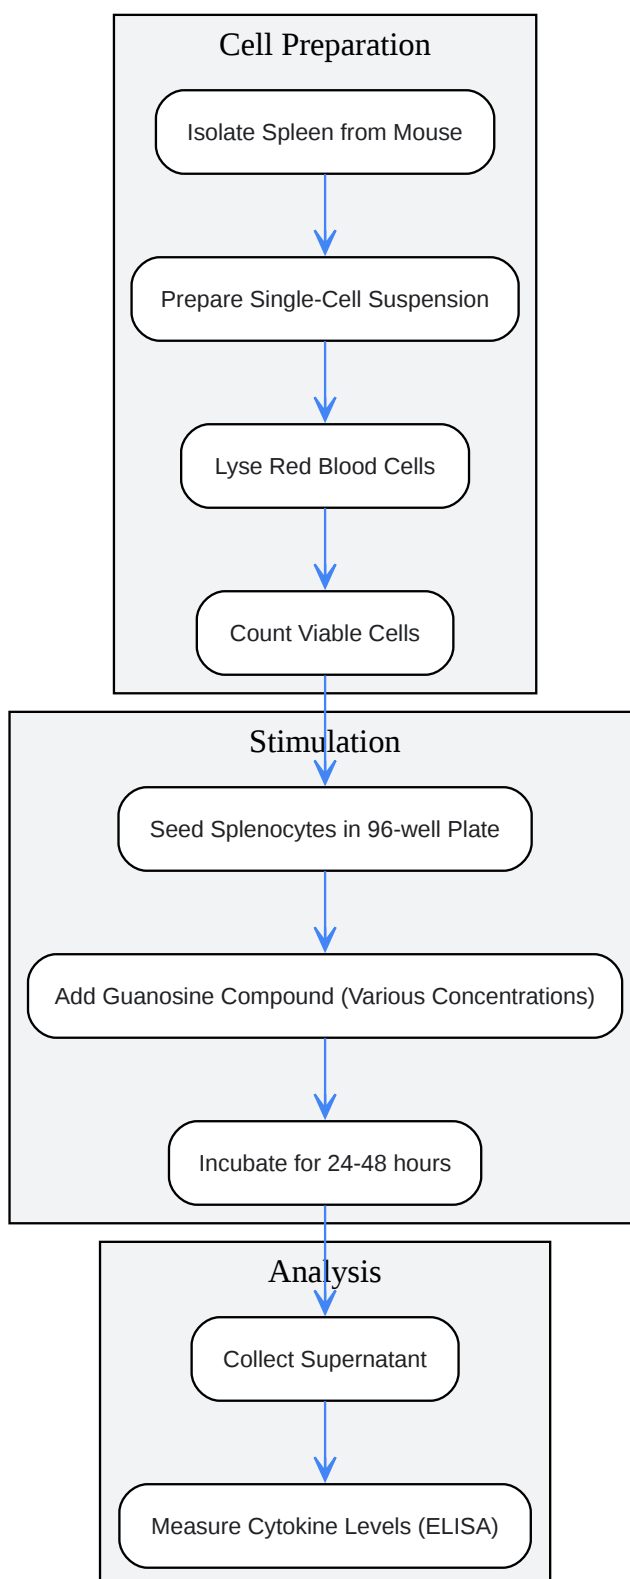 Cell Preparation
Isolate Spleen from Mouse
Prepare Single-Cell Suspension
Lyse Red Blood Cells
Count Viable Cells
Stimulation
Seed Splenocytes in 96-well Plate
Add Guanosine Compound (Various Concentrations)
Incubate for 24-48 hours
Analysis
Collect Supernatant
Measure Cytokine Levels (ELISA)